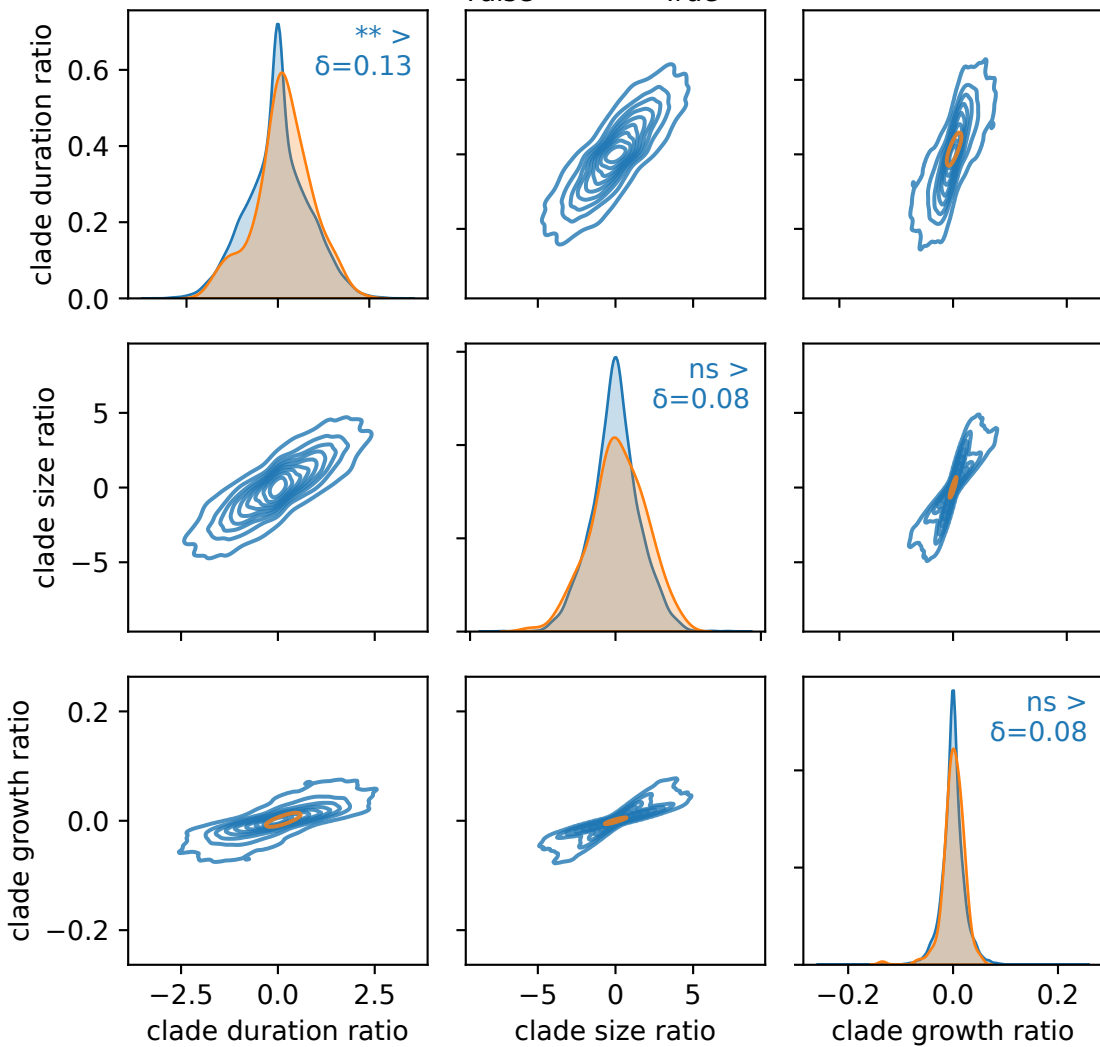 ** >
δ=0.13
clade duration ratio
0.6
0.4
0.2
0.0
ns >
δ=0.08
clade size ratio
5
0
−5
ns >
δ=0.08
clade growth ratio
0.2
0.0
−0.2
−2.5 0.0 2.5
−5 0 5
−0.2 0.0 0.2
clade duration ratio
clade size ratio
clade growth ratio